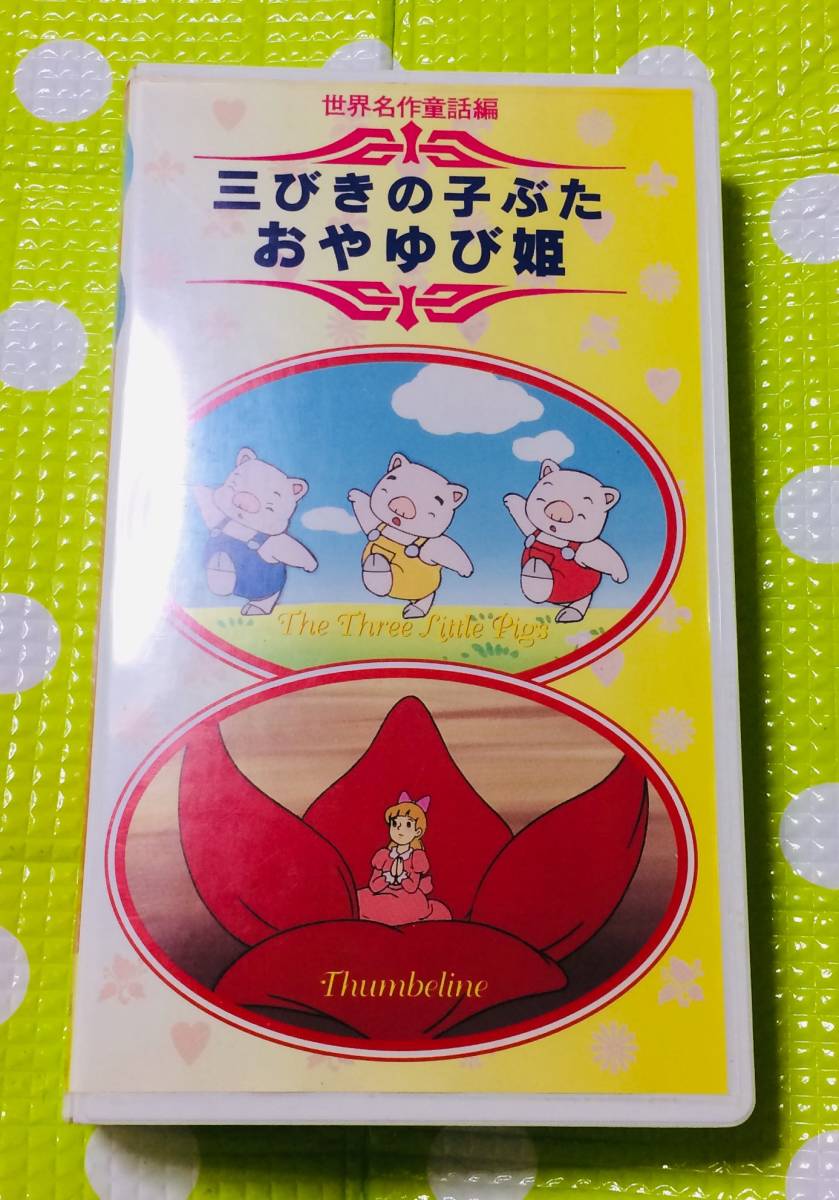 世界名作童話編
三びきの子ぶた
おやゆび姫
The Three Little Pigs
Thumbeline